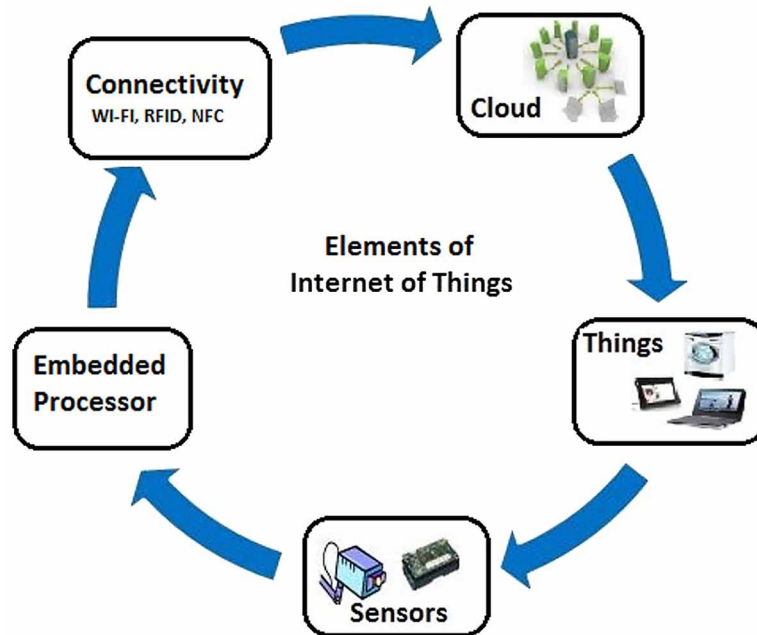 Connectivity
WI-FI, RFID, NFC
Cloud
Elements of
Internet of Things
Things
Embedded
Processor
Sensors